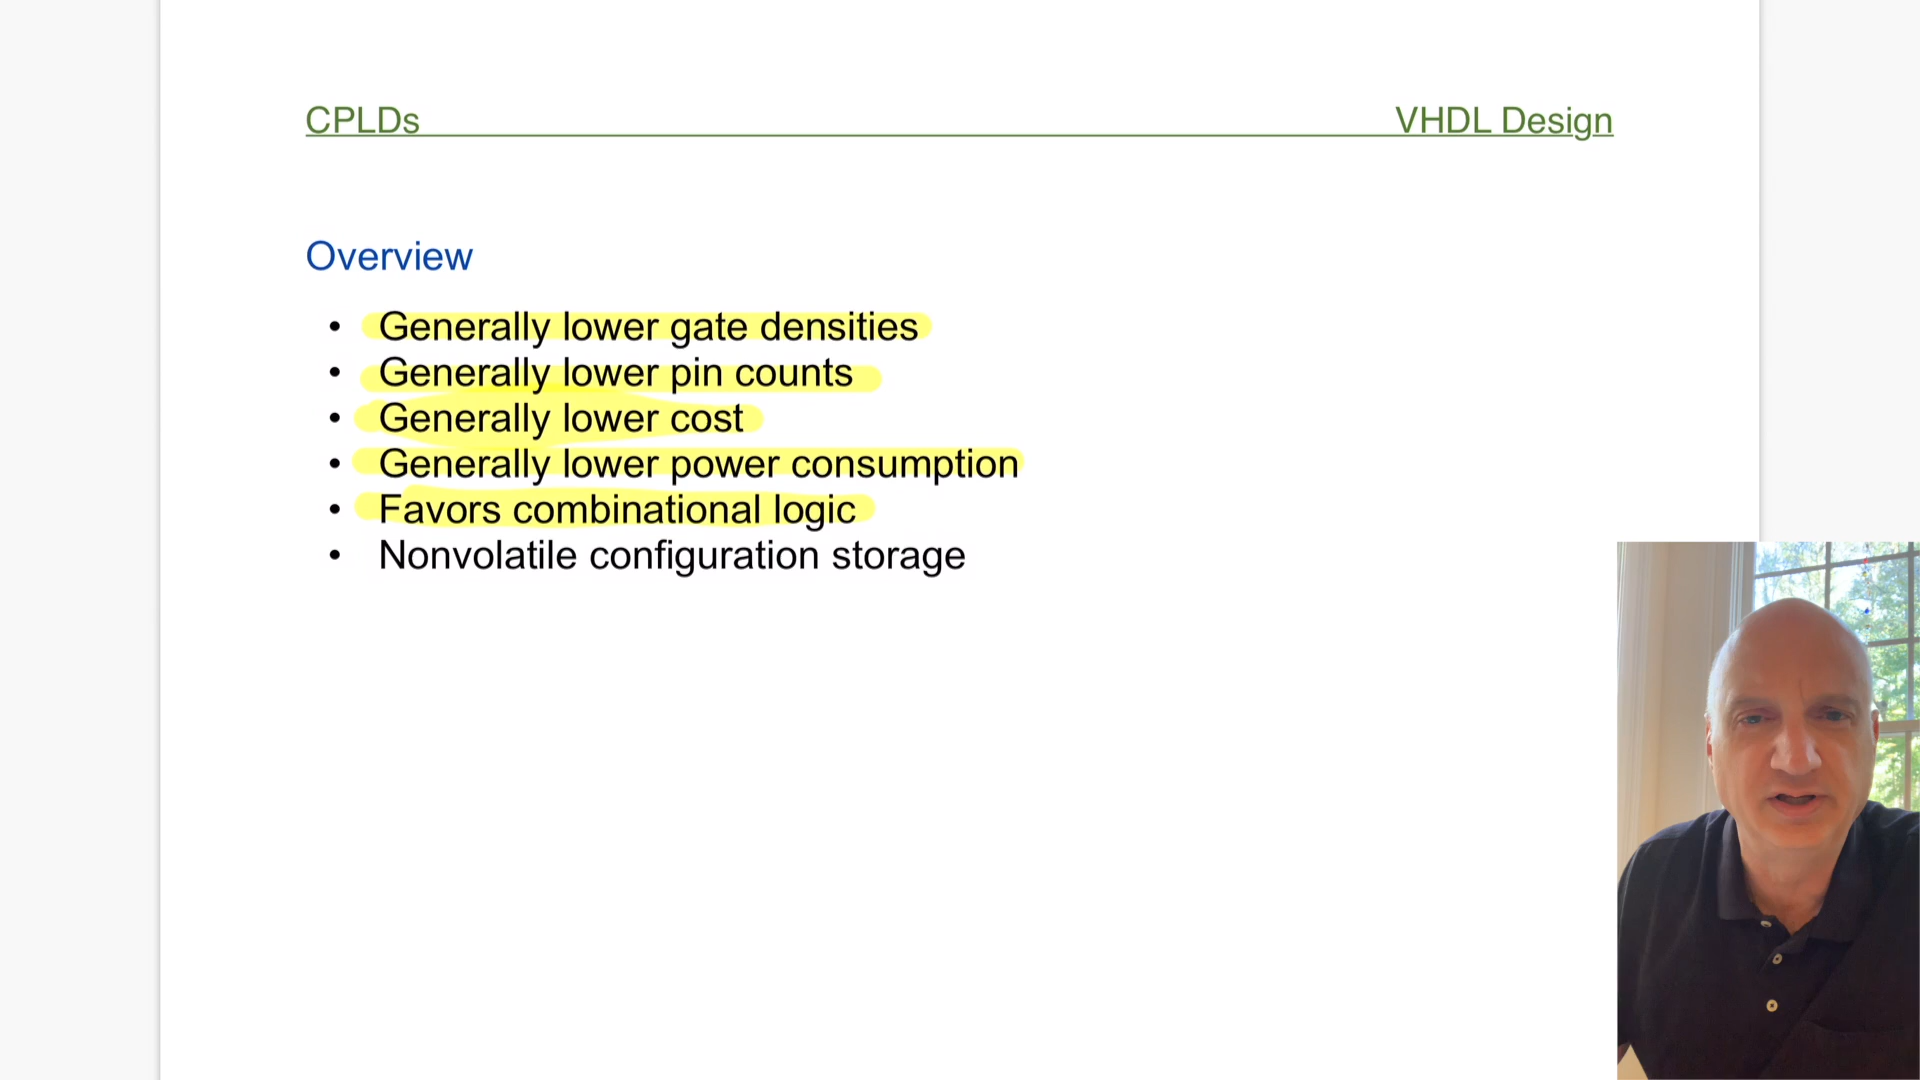 CPLDs VHDL Design
Overview
• Generally lower gate densities
• Generally lower pin counts
• Generally lower cost
• Generally lower power consumption
• Favors combinational logic
• Nonvolatile configuration storage